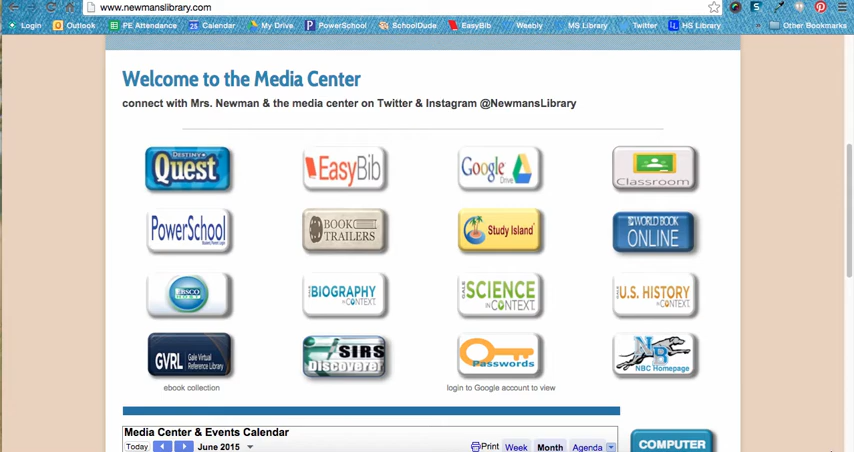 www.newmanslibrary.com
Login Outlook PE Attendance Calendar My Drive PowerSchool SchoolDude EasyBib Weebly MS Library Twitter HS Library » Other Bookmarks
Welcome to the Media Center
connect with Mrs. Newman & the media center on Twitter & Instagram @NewmansLibrary
DESTINY
Quest
EasyBib
Google
Drive
Classroom
PowerSchool
BOOK
TRAILERS
Study Island
WORLD BOOK
ONLINE
EBSCO
HOST
BIOGRAPHY
IN CONTEXT
GALE
SCIENCE
IN CONTEXT
U.S. HISTORY
IN CONTEXT
GVRL
Gale Virtual
Reference Library
SIRS
Discoverer
Passwords
NB
NBC Homepage
ebook collection
login to Google account to view
Media Center & Events Calendar
Today June 2015 Print Week Month Agenda
COMPUTER